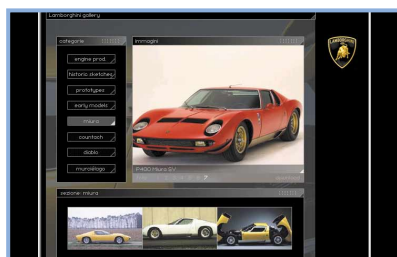 Lamborghini gallery
categorie
immagini
engine prod.
historic sketches
prototypes
early models
miura
countach
diablo
murciélago
P400 Miura SV
sezione: miura